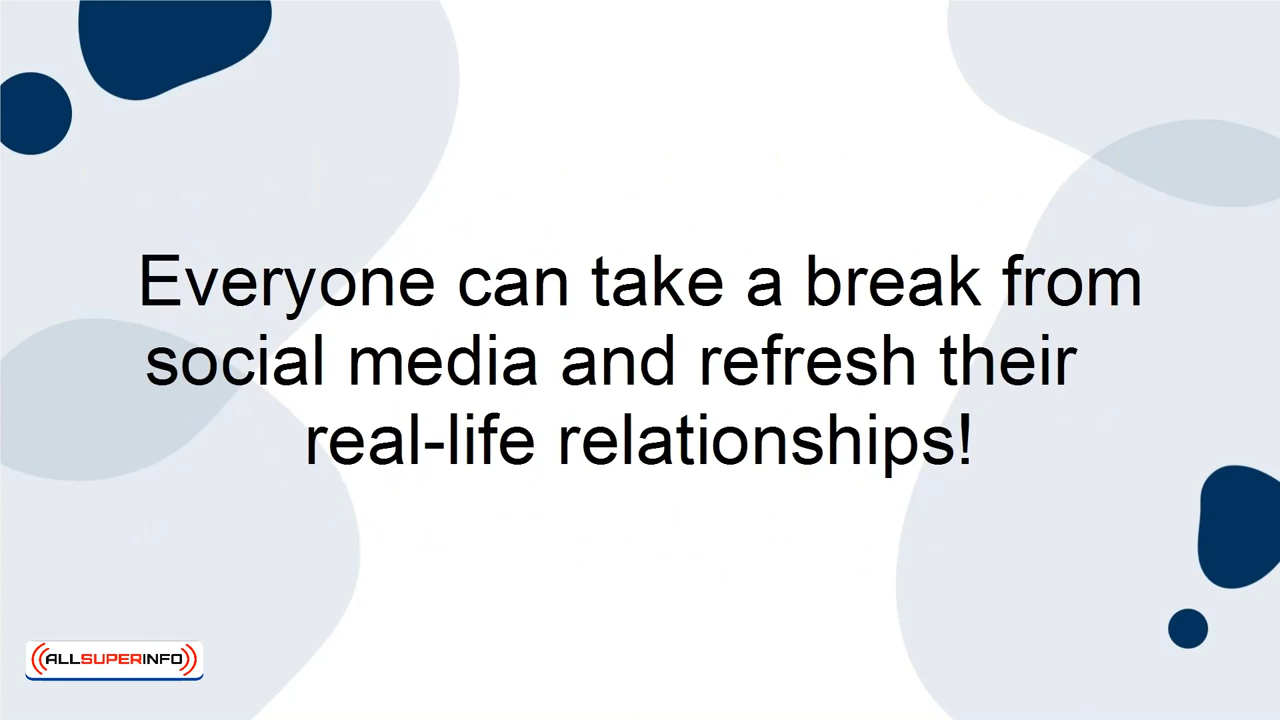 Everyone can take a break from
social media and refresh their
real-life relationships!
ALLSUPERINFO